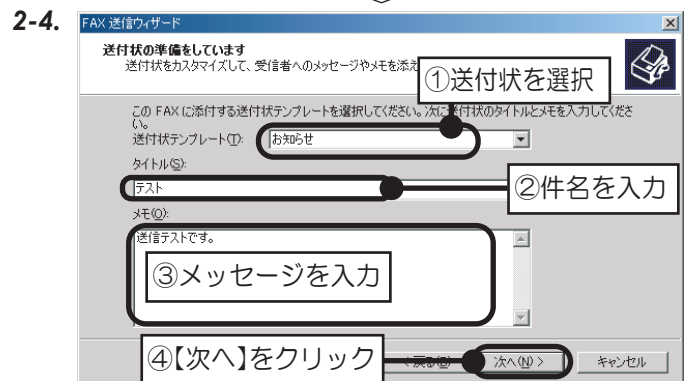 2-4.
FAX 送信ウィザード
送付状の準備をしています
送付状をカスタマイズして、受信者へのメッセージやメモを添え
①送付状を選択
この FAX に添付する送付状テンプレートを選択してください。次に送付状のタイトルとメモを入力してくださ
い。
送付状テンプレート(T): お知らせ
タイトル(S):
テスト
②件名を入力
メモ(O):
送信テストです。
③メッセージを入力
④【次へ】をクリック
< 戻る(B) 次へ(N) > キャンセル